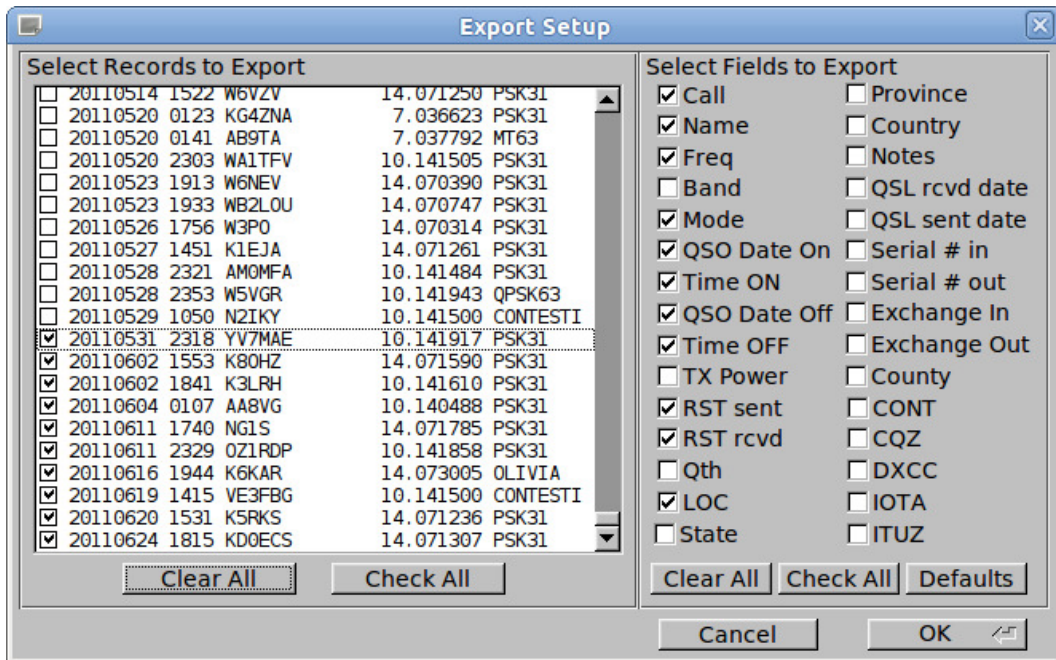 Export Setup
Select Records to Export
20110514 1522 W6VZV 14.071250 PSK31
20110520 0123 KG4ZNA 7.036623 PSK31
20110520 0141 AB9TA 7.037792 MT63
20110520 2303 WA1TFV 10.141505 PSK31
20110523 1913 W6NEV 14.070390 PSK31
20110523 1933 WB2LOU 14.070747 PSK31
20110526 1756 W3PO 14.070314 PSK31
20110527 1451 K1EJA 14.071261 PSK31
20110528 2321 AM0MFA 10.141484 PSK31
20110528 2353 W5VGR 10.141943 QPSK63
20110529 1050 N2IKY 10.141500 CONTESTI
20110531 2318 YV7MAE 10.141917 PSK31
20110602 1553 K8OHZ 14.071590 PSK31
20110602 1841 K3LRH 10.141610 PSK31
20110604 0107 AA8VG 10.140488 PSK31
20110611 1740 NG1S 14.071785 PSK31
20110611 2329 OZ1RDP 10.141858 PSK31
20110616 1944 K6KAR 14.073005 OLIVIA
20110619 1415 VE3FBG 10.141500 CONTESTI
20110620 1531 K5RKS 14.071236 PSK31
20110624 1815 KD0ECS 14.071307 PSK31
Clear All Check All
Select Fields to Export
Call Province
Name Country
Freq Notes
Band QSL rcvd date
Mode QSL sent date
QSO Date On Serial # in
Time ON Serial # out
QSO Date Off Exchange In
Time OFF Exchange Out
TX Power County
RST sent CONT
RST rcvd CQZ
Qth DXCC
LOC IOTA
State ITUZ
Clear All Check All Defaults
Cancel OK